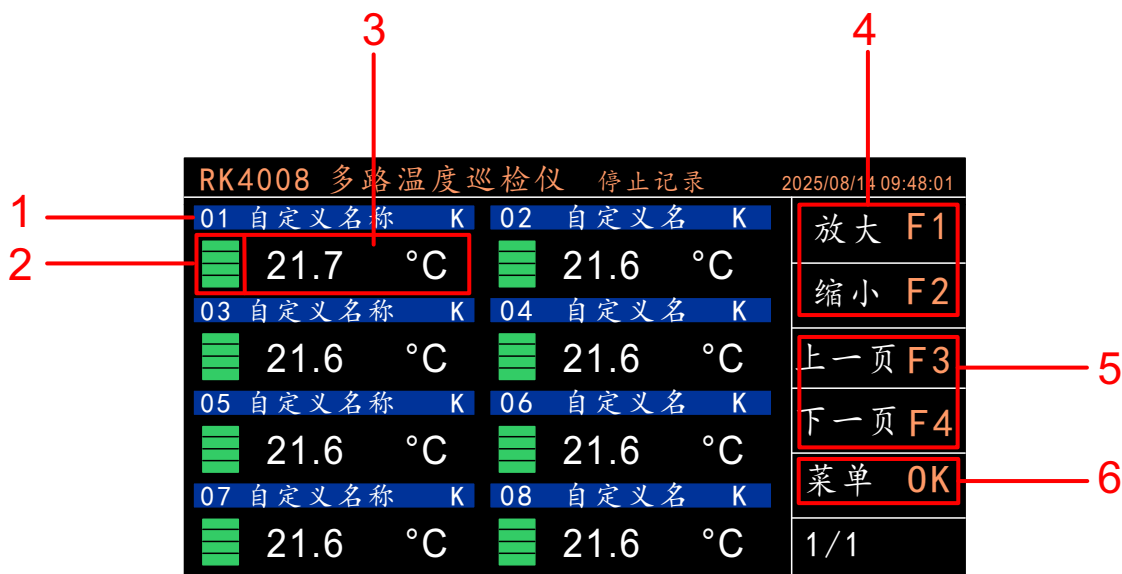 3
4
RK4008 多路温度巡检仪 停止记录 2025/08/14 09:48:01
1
01 自定义名称 K
02 自定义名 K
放大 F1
2
21.7 °C
21.6 °C
缩小 F2
03 自定义名称 K
04 自定义名 K
21.6 °C
21.6 °C
上一页 F3
5
05 自定义名称 K
06 自定义名 K
下一页 F4
21.6 °C
21.6 °C
菜单 OK
6
07 自定义名称 K
08 自定义名 K
21.6 °C
21.6 °C
1/1